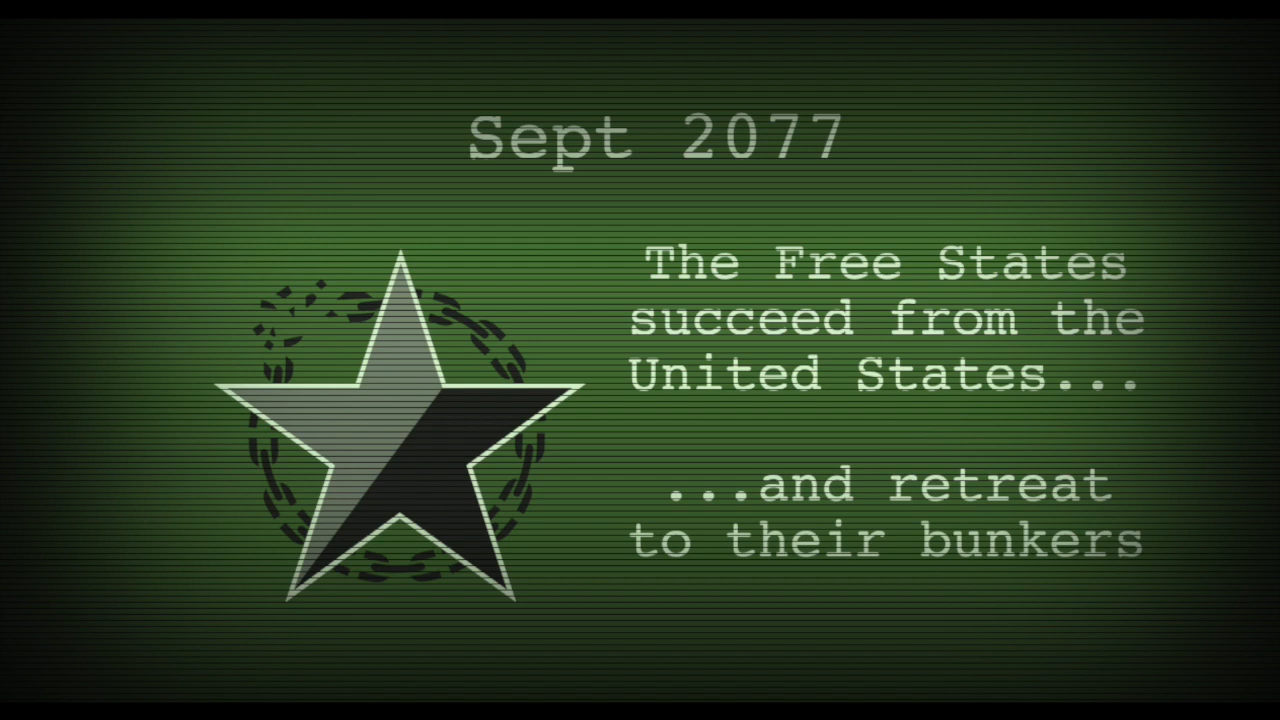 Sept 2077
The Free States
succeed from the
United States...
...and retreat
to their bunkers